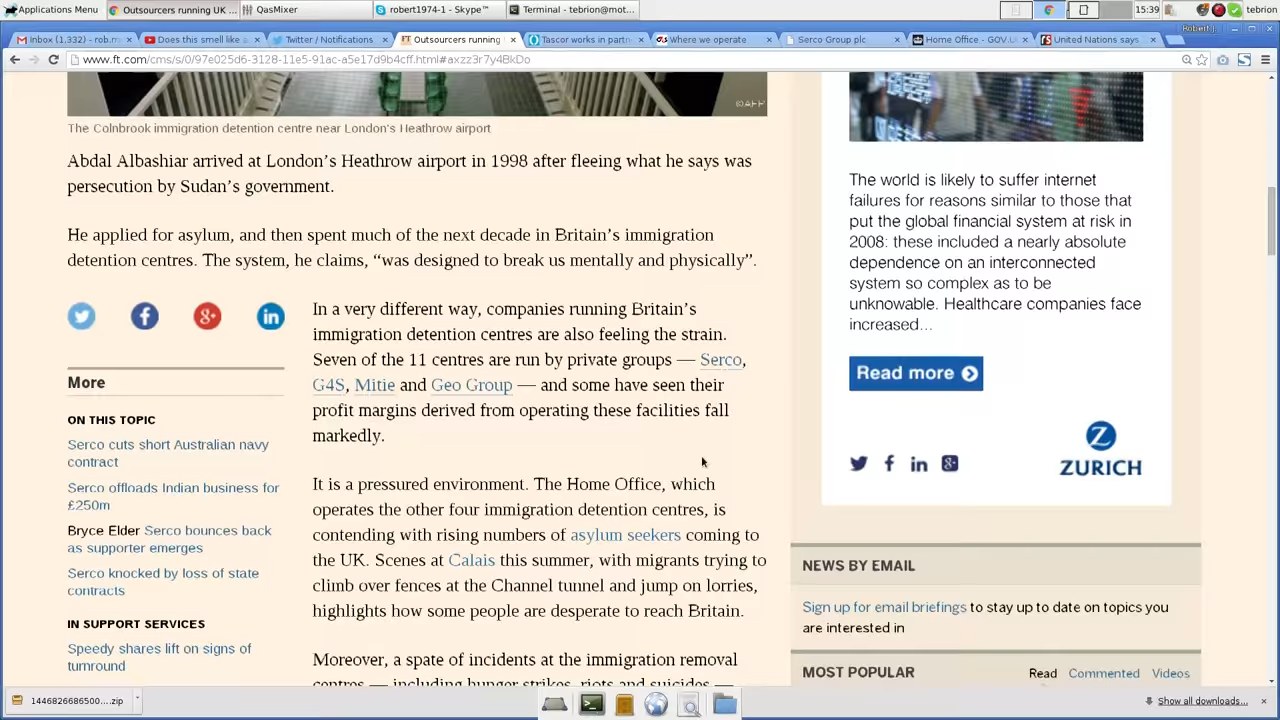 Applications Menu
Outsourcers running UK ...
QasMixer
robert1974-1 - Skype™
Terminal - tebrion@mot...
15:39
tebrion
Inbox (1,332) - rob.m
Does this smell like a
Twitter / Notifications
Outsourcers running
Tascor works in partn
Where we operate
Serco Group plc
Home Office - GOV.U
United Nations says
Robert J
www.ft.com/cms/s/0/97e025d6-3128-11e5-91ac-a5e17d9b4cff.html#axzz3r7y4BkDo
©AFP
The Colnbrook immigration detention centre near London's Heathrow airport
Abdal Albashiar arrived at London’s Heathrow airport in 1998 after fleeing what he says was
persecution by Sudan’s government.
He applied for asylum, and then spent much of the next decade in Britain’s immigration
detention centres. The system, he claims, “was designed to break us mentally and physically”.
In a very different way, companies running Britain’s
immigration detention centres are also feeling the strain.
Seven of the 11 centres are run by private groups — Serco,
G4S, Mitie and Geo Group — and some have seen their
profit margins derived from operating these facilities fall
markedly.
It is a pressured environment. The Home Office, which
operates the other four immigration detention centres, is
contending with rising numbers of asylum seekers coming to
the UK. Scenes at Calais this summer, with migrants trying to
climb over fences at the Channel tunnel and jump on lorries,
highlights how some people are desperate to reach Britain.
Moreover, a spate of incidents at the immigration removal
centres — including hunger strikes, riots and suicides —
More
ON THIS TOPIC
Serco cuts short Australian navy
contract
Serco offloads Indian business for
£250m
Bryce Elder Serco bounces back
as supporter emerges
Serco knocked by loss of state
contracts
IN SUPPORT SERVICES
Speedy shares lift on signs of
turnround
The world is likely to suffer internet
failures for reasons similar to those that
put the global financial system at risk in
2008: these included a nearly absolute
dependence on an interconnected
system so complex as to be
unknowable. Healthcare companies face
increased...
Read more
ZURICH
NEWS BY EMAIL
Sign up for email briefings to stay up to date on topics you
are interested in
MOST POPULAR
Read
Commented
Videos
1446826686500....zip
Show all downloads...